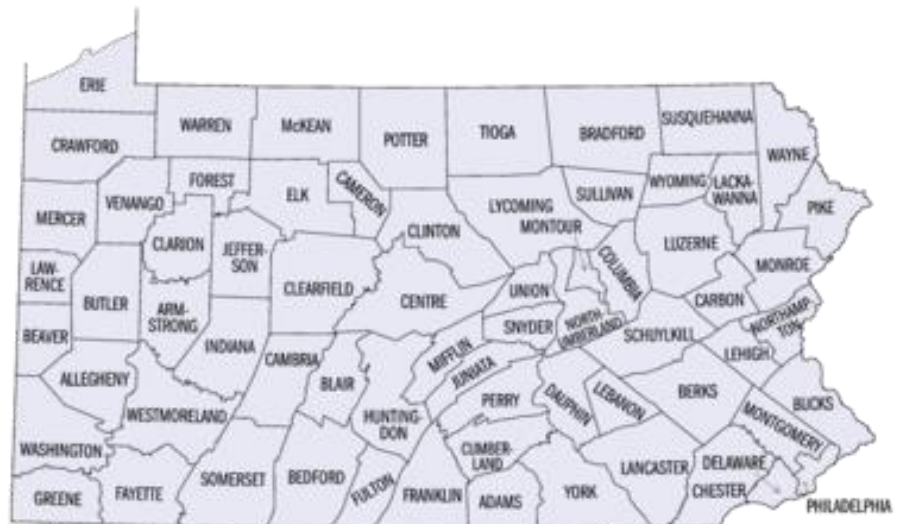 ERIE
WARREN
McKEAN
POTTER
TIOGA
BRADFORD
SUSQUEHANNA
CRAWFORD
WAYNE
FOREST
ELK
CAMERON
SULLIVAN
WYOMING
LACKA-
WANNA
VENANGO
MERCER
LYCOMING
MONTOUR
PIKE
CLARION
JEFFER-
SON
CLINTON
LUZERNE
COLUMBIA
MONROE
LAW-
RENCE
BUTLER
CLEARFIELD
CENTRE
UNION
CARBON
ARM-
STRONG
SNYDER
NORTH-
UMBERLAND
NORTHAMP-
TON
BEAVER
INDIANA
SCHUYLKILL
LEHIGH
CAMBRIA
MIFFLIN
JUNIATA
ALLEGHENY
BLAIR
PERRY
DAUPHIN
LEBANON
BERKS
BUCKS
WESTMORELAND
HUNTING-
DON
MONTGOMERY
WASHINGTON
CUMBER-
LAND
LANCASTER
DELAWARE
SOMERSET
BEDFORD
FULTON
FRANKLIN
ADAMS
YORK
CHESTER
GREENE
FAYETTE
PHILADELPHIA